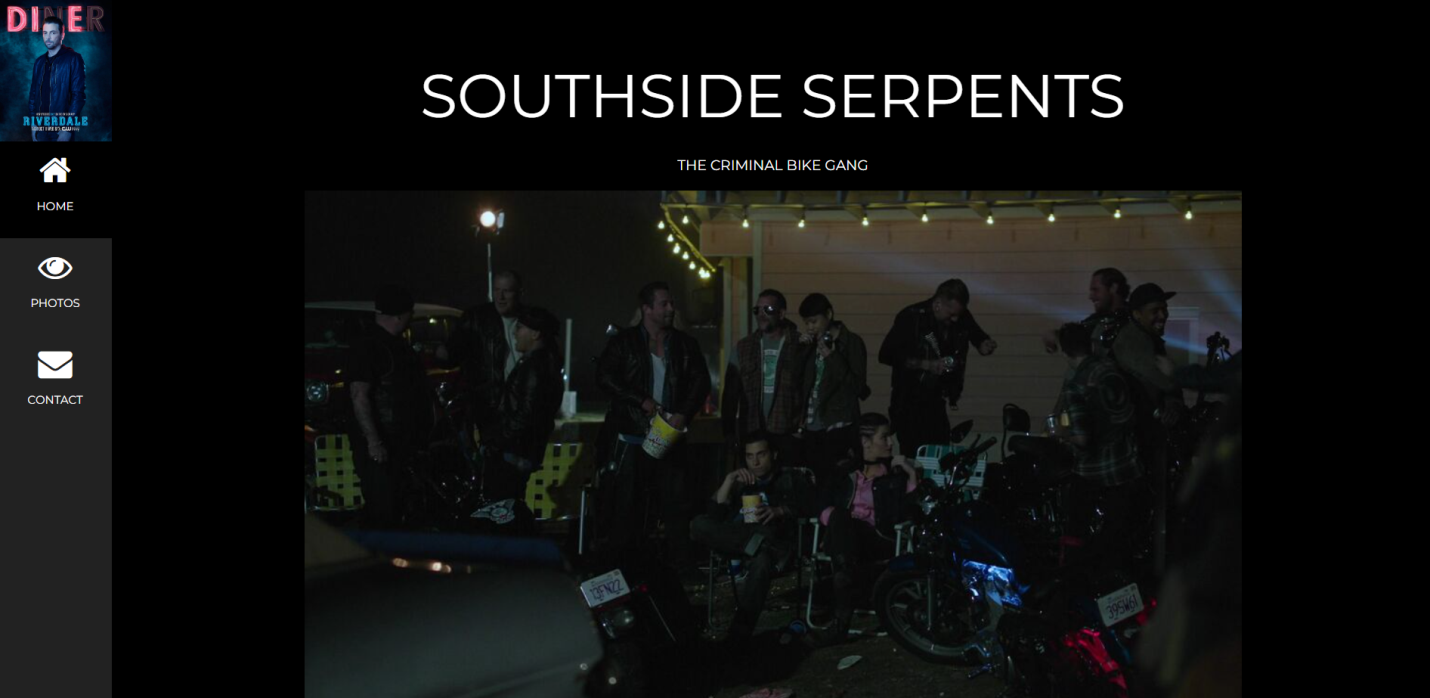 DINER
RIVERDALE
HOME
PHOTOS
CONTACT
SOUTHSIDE SERPENTS
THE CRIMINAL BIKE GANG